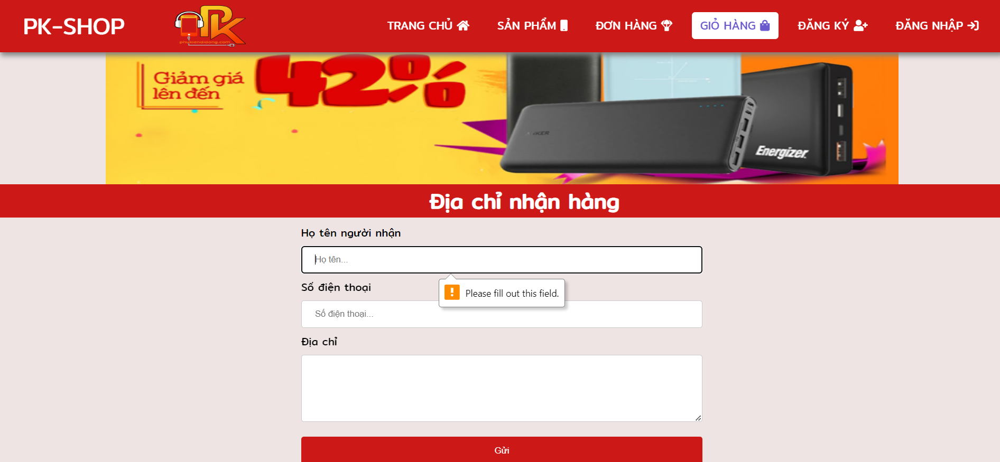 PK-SHOP
PK
phukiendidong.com
TRANG CHỦ
SẢN PHẨM
ĐƠN HÀNG
GIỎ HÀNG
ĐĂNG KÝ
ĐĂNG NHẬP
Giảm giá
lên đến
42%
ANKER
Energizer
Địa chỉ nhận hàng
Họ tên người nhận
Họ tên...
Please fill out this field.
Số điện thoại
Số điện thoại...
Địa chỉ
Gửi